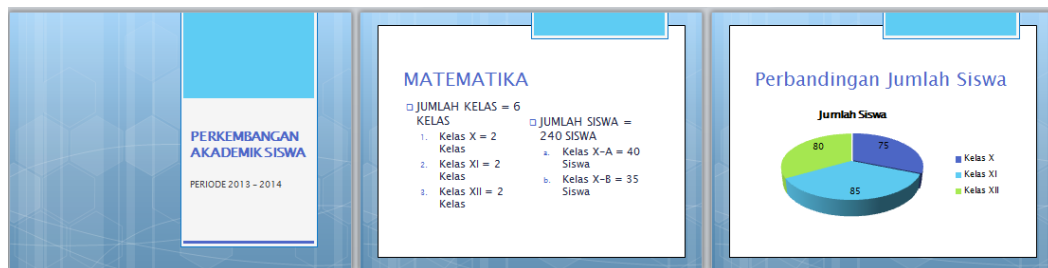 PERKEMBANGAN
AKADEMIK SISWA
PERIODE 2013 – 2014
MATEMATIKA
JUMLAH KELAS = 6
KELAS
1. Kelas X = 2
Kelas
2. Kelas XI = 2
Kelas
3. Kelas XII = 2
Kelas
JUMLAH SISWA =
240 SISWA
a. Kelas X-A = 40
Siswa
b. Kelas X-B = 35
Siswa
Perbandingan Jumlah Siswa
Jumlah Siswa
80
75
85
Kelas X
Kelas XI
Kelas XII